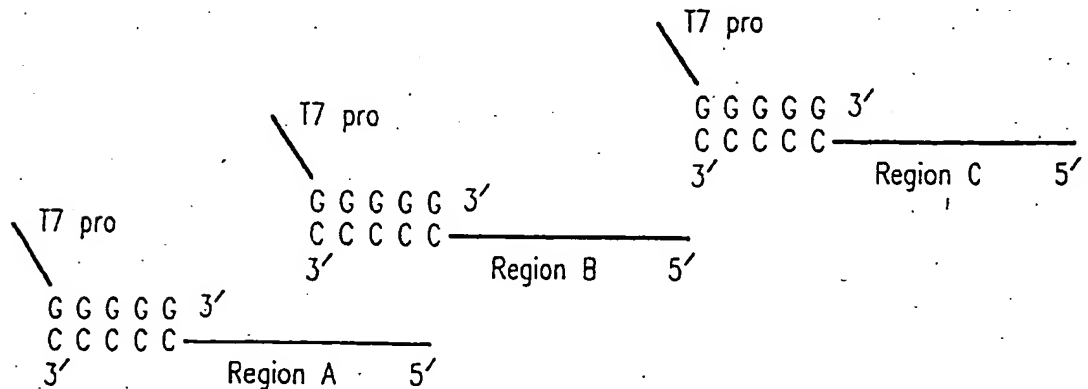 T7 pro
G G G G G 3′
C C C C C
3′ Region C 5′
T7 pro
G G G G G 3′
C C C C C
3′ Region B 5′
T7 pro
G G G G G 3′
C C C C C
3′ Region A 5′